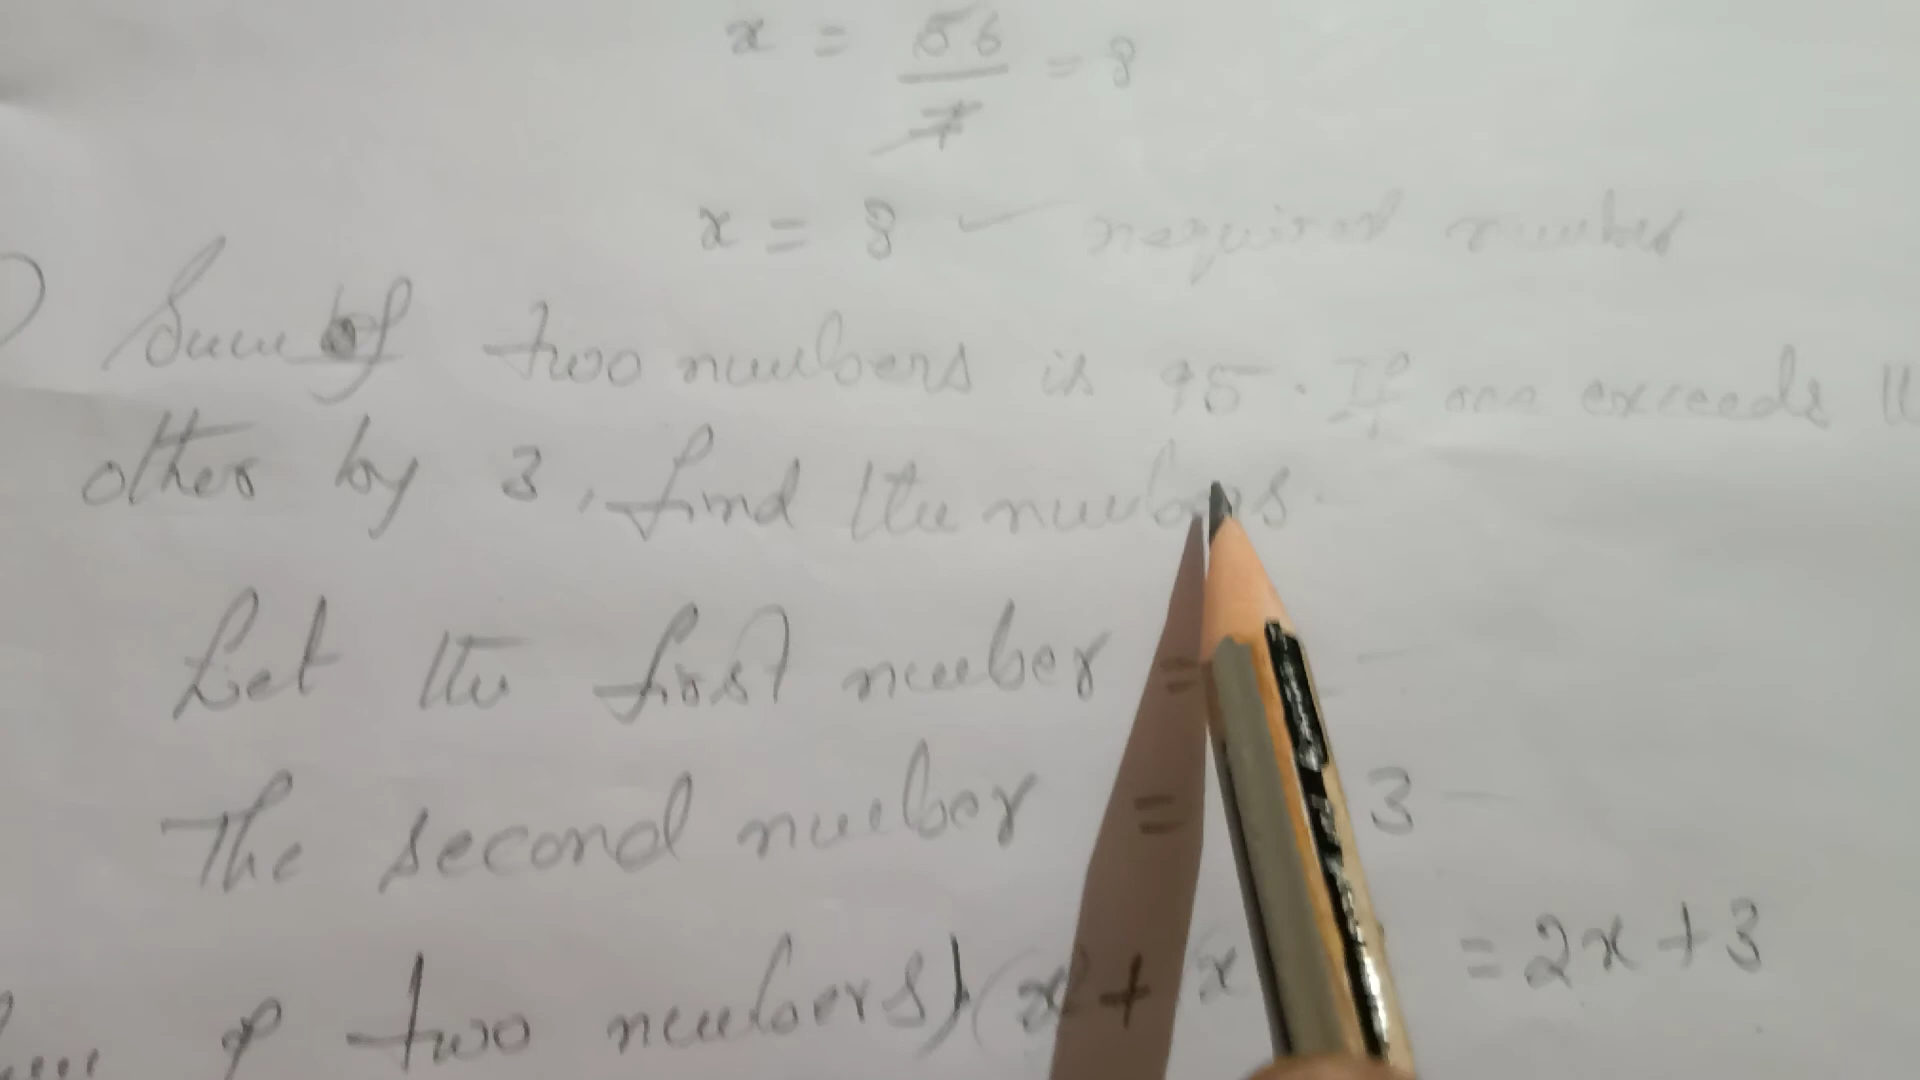 x = 56/7 = 8
x = 8 ✓ required number
) Sum of two numbers is 95. If one exceeds
other by 3, find the numbers.
Let the first number =
The second number = 3
of two numbers) (x + x = 2x + 3